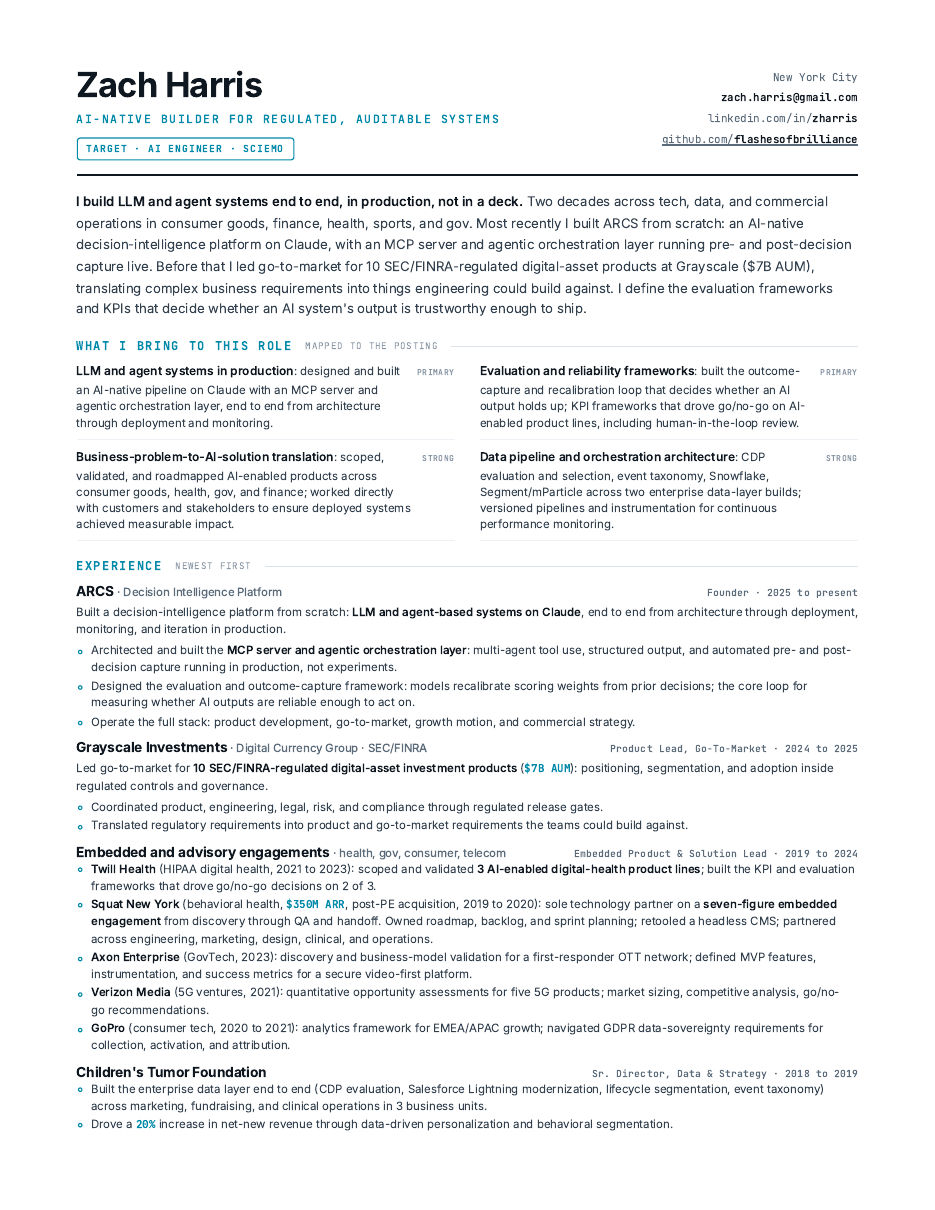 Zach Harris
AI-NATIVE BUILDER FOR REGULATED, AUDITABLE SYSTEMS
TARGET · AI ENGINEER · SCIEMO
New York City
zach.harris@gmail.com
linkedin.com/in/zharris
github.com/flashesofbrilliance
I build LLM and agent systems end to end, in production, not in a deck. Two decades across tech, data, and commercial
operations in consumer goods, finance, health, sports, and gov. Most recently I built ARCS from scratch: an AI-native
decision-intelligence platform on Claude, with an MCP server and agentic orchestration layer running pre- and post-decision
capture live. Before that I led go-to-market for 10 SEC/FINRA-regulated digital-asset products at Grayscale ($7B AUM),
translating complex business requirements into things engineering could build against. I define the evaluation frameworks
and KPIs that decide whether an AI system's output is trustworthy enough to ship.
WHAT I BRING TO THIS ROLE MAPPED TO THE POSTING
LLM and agent systems in production: designed and built PRIMARY
an AI-native pipeline on Claude with an MCP server and
agentic orchestration layer, end to end from architecture
through deployment and monitoring.
Evaluation and reliability frameworks: built the outcome- PRIMARY
capture and recalibration loop that decides whether an AI
output holds up; KPI frameworks that drove go/no-go on AI-
enabled product lines, including human-in-the-loop review.
Business-problem-to-AI-solution translation: scoped, STRONG
validated, and roadmapped AI-enabled products across
consumer goods, health, gov, and finance; worked directly
with customers and stakeholders to ensure deployed systems
achieved measurable impact.
Data pipeline and orchestration architecture: CDP STRONG
evaluation and selection, event taxonomy, Snowflake,
Segment/mParticle across two enterprise data-layer builds;
versioned pipelines and instrumentation for continuous
performance monitoring.
EXPERIENCE NEWEST FIRST
ARCS · Decision Intelligence Platform Founder · 2025 to present
Built a decision-intelligence platform from scratch: LLM and agent-based systems on Claude, end to end from architecture through deployment,
monitoring, and iteration in production.
Architected and built the MCP server and agentic orchestration layer: multi-agent tool use, structured output, and automated pre- and post-
decision capture running in production, not experiments.
Designed the evaluation and outcome-capture framework: models recalibrate scoring weights from prior decisions; the core loop for
measuring whether AI outputs are reliable enough to act on.
Operate the full stack: product development, go-to-market, growth motion, and commercial strategy.
Grayscale Investments · Digital Currency Group · SEC/FINRA Product Lead, Go-To-Market · 2024 to 2025
Led go-to-market for 10 SEC/FINRA-regulated digital-asset investment products ($7B AUM): positioning, segmentation, and adoption inside
regulated controls and governance.
Coordinated product, engineering, legal, risk, and compliance through regulated release gates.
Translated regulatory requirements into product and go-to-market requirements the teams could build against.
Embedded and advisory engagements · health, gov, consumer, telecom Embedded Product & Solution Lead · 2019 to 2024
Twill Health (HIPAA digital health, 2021 to 2023): scoped and validated 3 AI-enabled digital-health product lines; built the KPI and evaluation
frameworks that drove go/no-go decisions on 2 of 3.
Squat New York (behavioral health, $350M ARR, post-PE acquisition, 2019 to 2020): sole technology partner on a seven-figure embedded
engagement from discovery through QA and handoff. Owned roadmap, backlog, and sprint planning; retooled a headless CMS; partnered
across engineering, marketing, design, clinical, and operations.
Axon Enterprise (GovTech, 2023): discovery and business-model validation for a first-responder OTT network; defined MVP features,
instrumentation, and success metrics for a secure video-first platform.
Verizon Media (5G ventures, 2021): quantitative opportunity assessments for five 5G products; market sizing, competitive analysis, go/no-
go recommendations.
GoPro (consumer tech, 2020 to 2021): analytics framework for EMEA/APAC growth; navigated GDPR data-sovereignty requirements for
collection, activation, and attribution.
Children's Tumor Foundation Sr. Director, Data & Strategy · 2018 to 2019
Built the enterprise data layer end to end (CDP evaluation, Salesforce Lightning modernization, lifecycle segmentation, event taxonomy)
across marketing, fundraising, and clinical operations in 3 business units.
Drove a 20% increase in net-new revenue through data-driven personalization and behavioral segmentation.